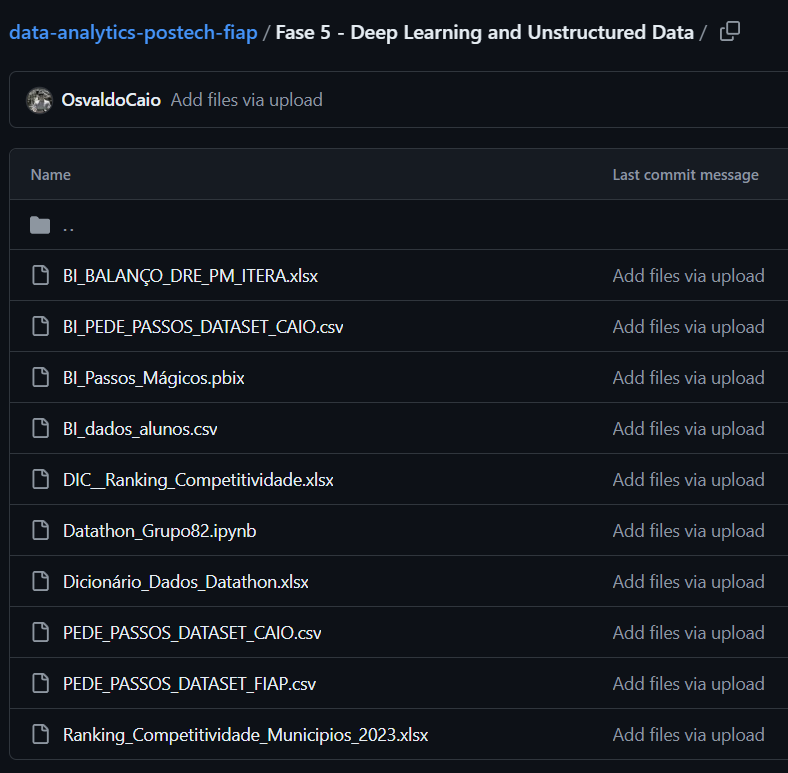 data-analytics-postech-fiap / Fase 5 - Deep Learning and Unstructured Data /
OsvaldoCaio Add files via upload
Name Last commit message
..
BI_BALANÇO_DRE_PM_ITERA.xlsx Add files via upload
BI_PEDE_PASSOS_DATASET_CAIO.csv Add files via upload
BI_Passos_Mágicos.pbix Add files via upload
BI_dados_alunos.csv Add files via upload
DIC__Ranking_Competitividade.xlsx Add files via upload
Datathon_Grupo82.ipynb Add files via upload
Dicionário_Dados_Datathon.xlsx Add files via upload
PEDE_PASSOS_DATASET_CAIO.csv Add files via upload
PEDE_PASSOS_DATASET_FIAP.csv Add files via upload
Ranking_Competitividade_Municipios_2023.xlsx Add files via upload